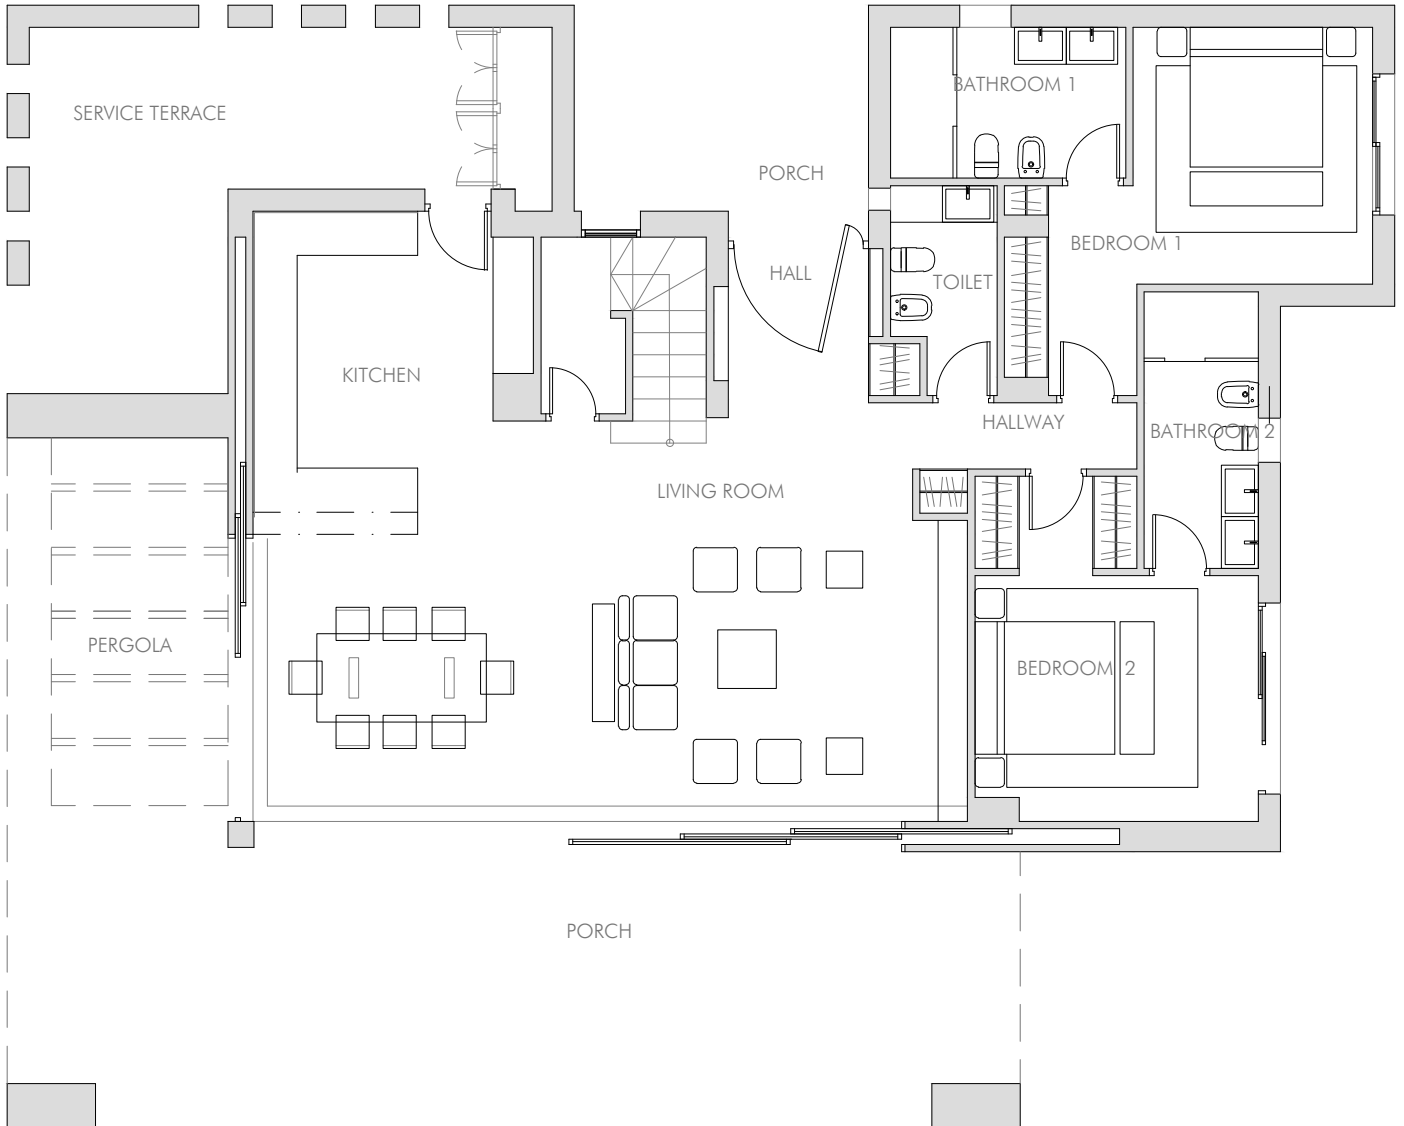 BATHROOM 1
SERVICE TERRACE
PORCH
BEDROOM 1
HALL
TOILET
KITCHEN
HALLWAY
BATHROOM 2
LIVING ROOM
PERGOLA
BEDROOM 2
PORCH